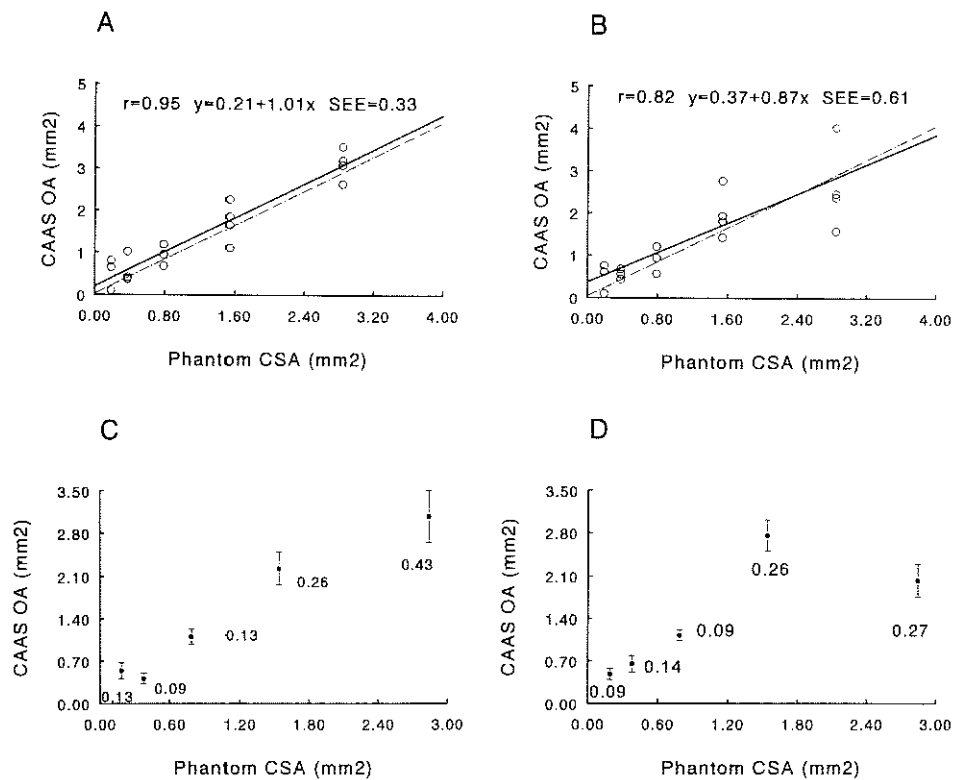 A
r=0.95 y=0.21+1.01x SEE=0.33
CAAS OA (mm2)
5
4
3
2
1
0
0.00 0.80 1.60 2.40 3.20 4.00
Phantom CSA (mm2)
B
r=0.82 y=0.37+0.87x SEE=0.61
CAAS OA (mm2)
5
4
3
2
1
0
0.00 0.80 1.60 2.40 3.20 4.00
Phantom CSA (mm2)
C
CAAS OA (mm2)
3.50
2.80
2.10
1.40
0.70
0.00
0.13
0.09
0.13
0.26
0.43
0.00 0.60 1.20 1.80 2.40 3.00
Phantom CSA (mm2)
D
CAAS OA (mm2)
3.50
2.80
2.10
1.40
0.70
0.00
0.09
0.14
0.09
0.26
0.27
0.00 0.60 1.20 1.80 2.40 3.00
Phantom CSA (mm2)